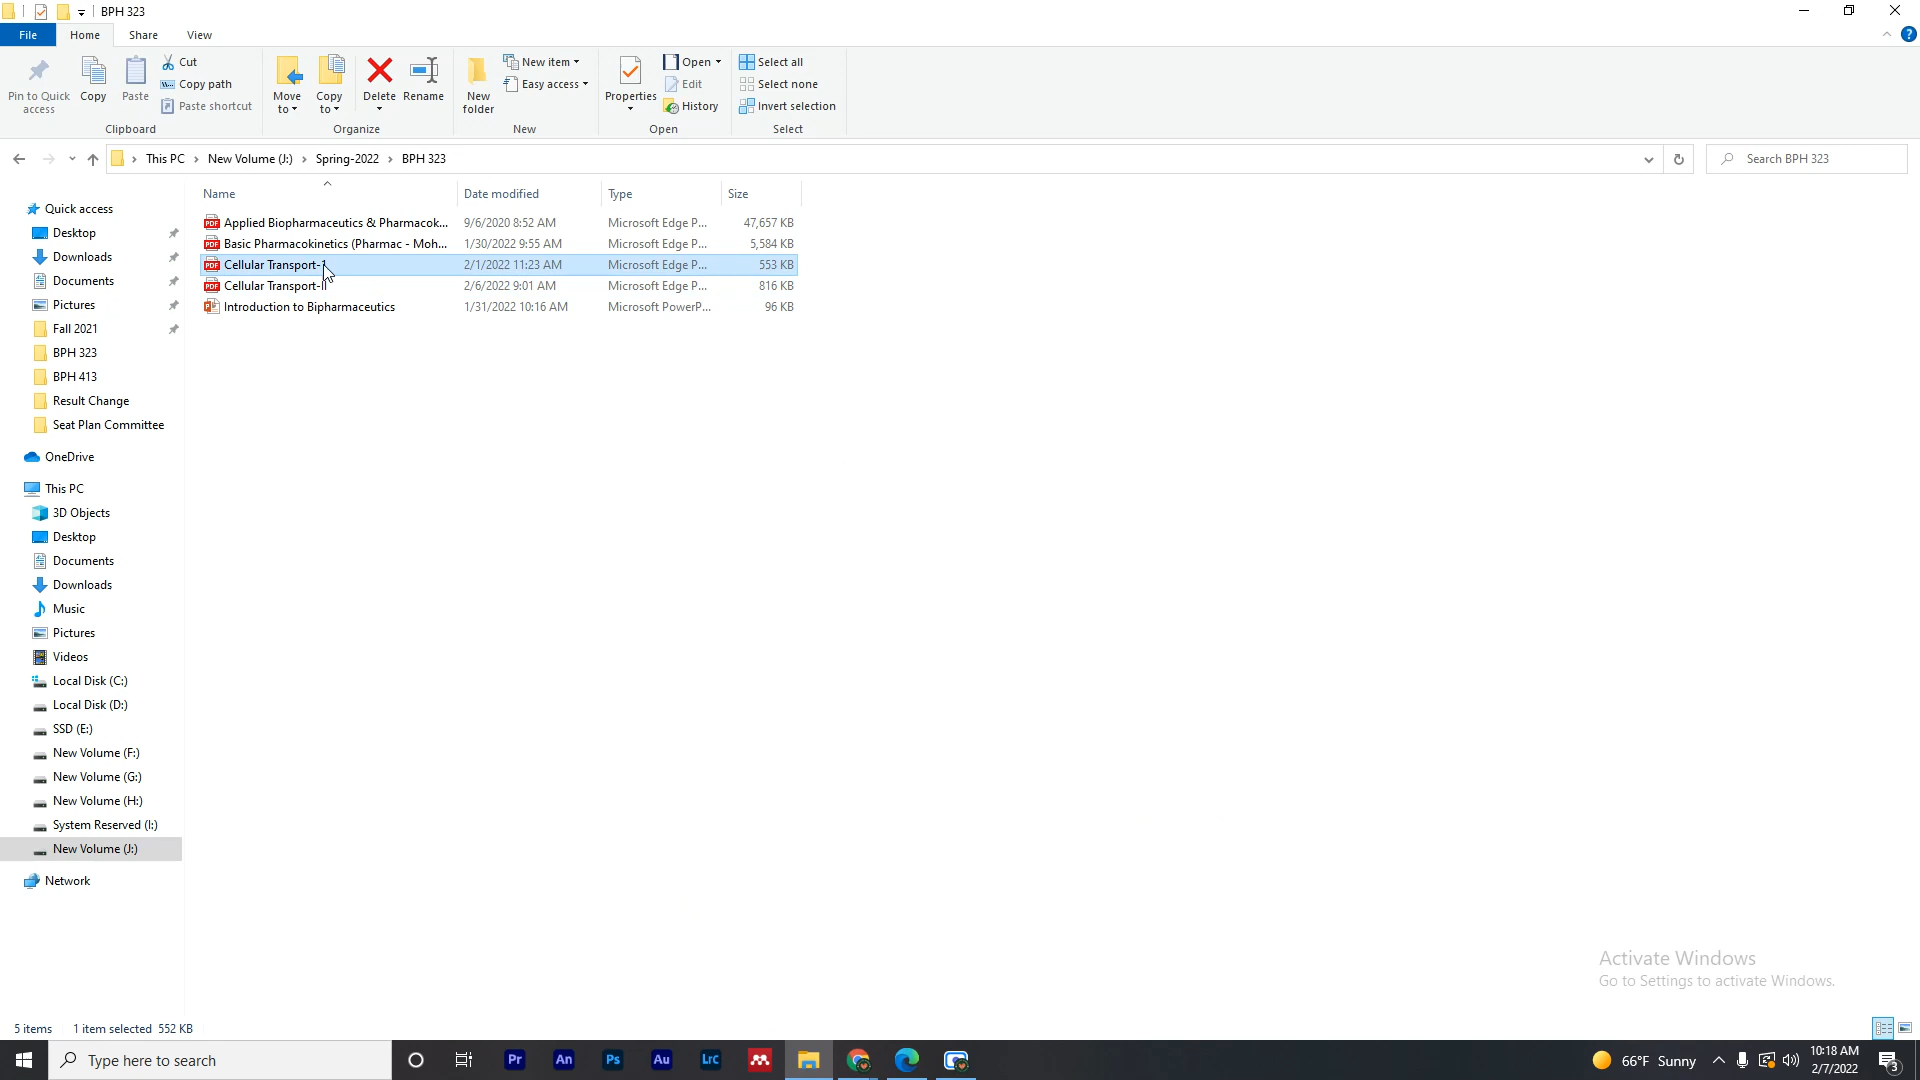 BPH 323
File Home Share View
Pin to Quick access
Copy
Paste
Cut
Copy path
Paste shortcut
Clipboard
Move to
Copy to
Delete
Rename
Organize
New folder
New item
Easy access
New
Properties
Open
Edit
History
Open
Select all
Select none
Invert selection
Select
This PC > New Volume (J:) > Spring-2022 > BPH 323
Search BPH 323
Name Date modified Type Size
Applied Biopharmaceutics & Pharmacok... 9/6/2020 8:52 AM Microsoft Edge P... 47,657 KB
Basic Pharmacokinetics (Pharmac - Moh... 1/30/2022 9:55 AM Microsoft Edge P... 5,584 KB
Cellular Transport-1 2/1/2022 11:23 AM Microsoft Edge P... 553 KB
Cellular Transport-II 2/6/2022 9:01 AM Microsoft Edge P... 816 KB
Introduction to Bipharmaceutics 1/31/2022 10:16 AM Microsoft PowerP... 96 KB
Quick access
Desktop
Downloads
Documents
Pictures
Fall 2021
BPH 323
BPH 413
Result Change
Seat Plan Committee
OneDrive
This PC
3D Objects
Desktop
Documents
Downloads
Music
Pictures
Videos
Local Disk (C:)
Local Disk (D:)
SSD (E:)
New Volume (F:)
New Volume (G:)
New Volume (H:)
System Reserved (I:)
New Volume (J:)
Network
Activate Windows
Go to Settings to activate Windows.
5 items 1 item selected 552 KB
Type here to search
Pr An Ps Au Lrc
66°F Sunny
10:18 AM
2/7/2022
3